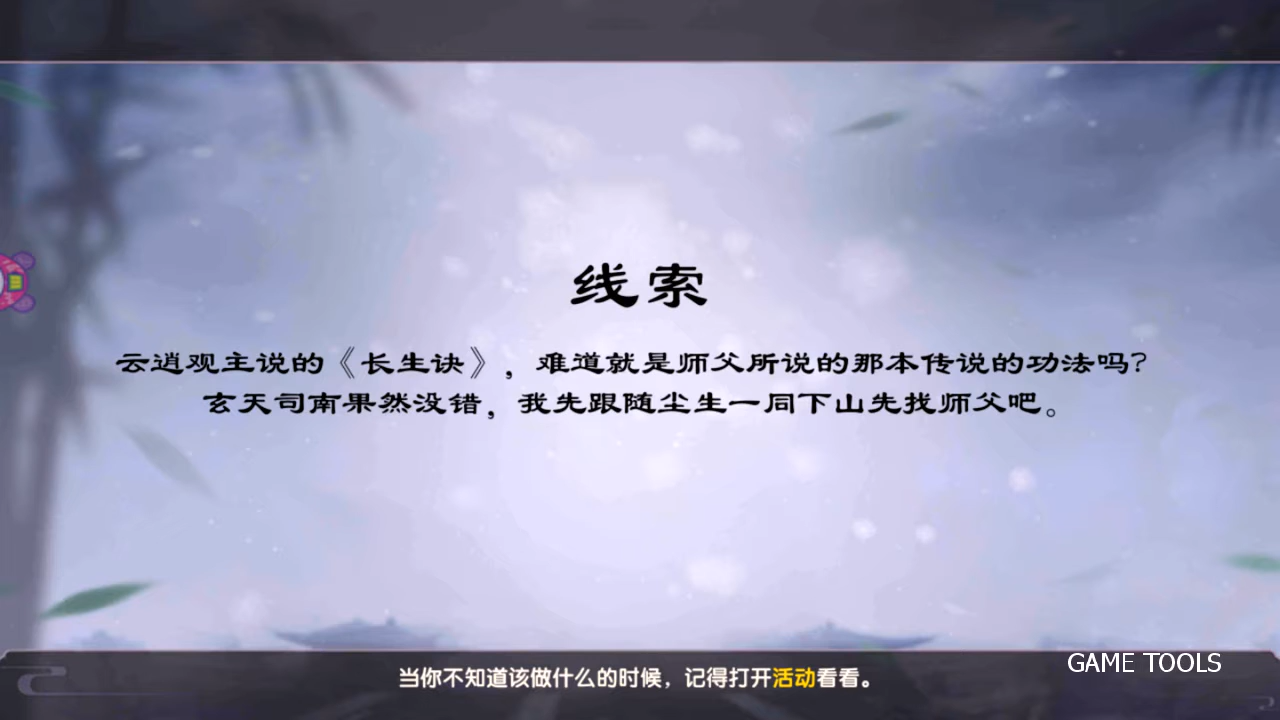 线索
云逍观主说的《长生诀》，难道就是师父所说的那本传说的功法吗？
玄天司南果然没错，我先跟随尘生一同下山先找师父吧。
GAME TOOLS
当你不知道该做什么的时候，记得打开活动看看。